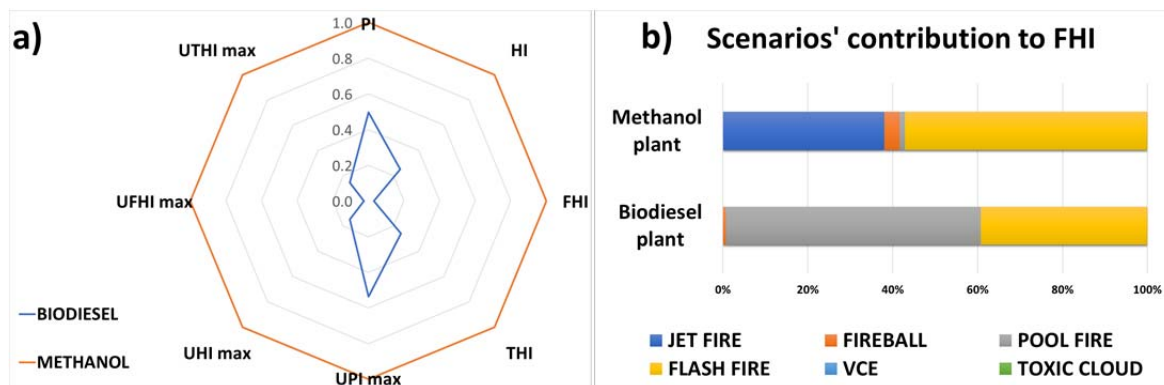 a)
PI
HI
FHI
THI
UPI max
UHI max
UFHI max
UTHI max
1.0
0.8
0.6
0.4
0.2
0.0
BIODIESEL
METHANOL
b) Scenarios' contribution to FHI
Methanol
plant
Biodiesel
plant
0% 20% 40% 60% 80% 100%
JET FIRE FIREBALL POOL FIRE
FLASH FIRE VCE TOXIC CLOUD